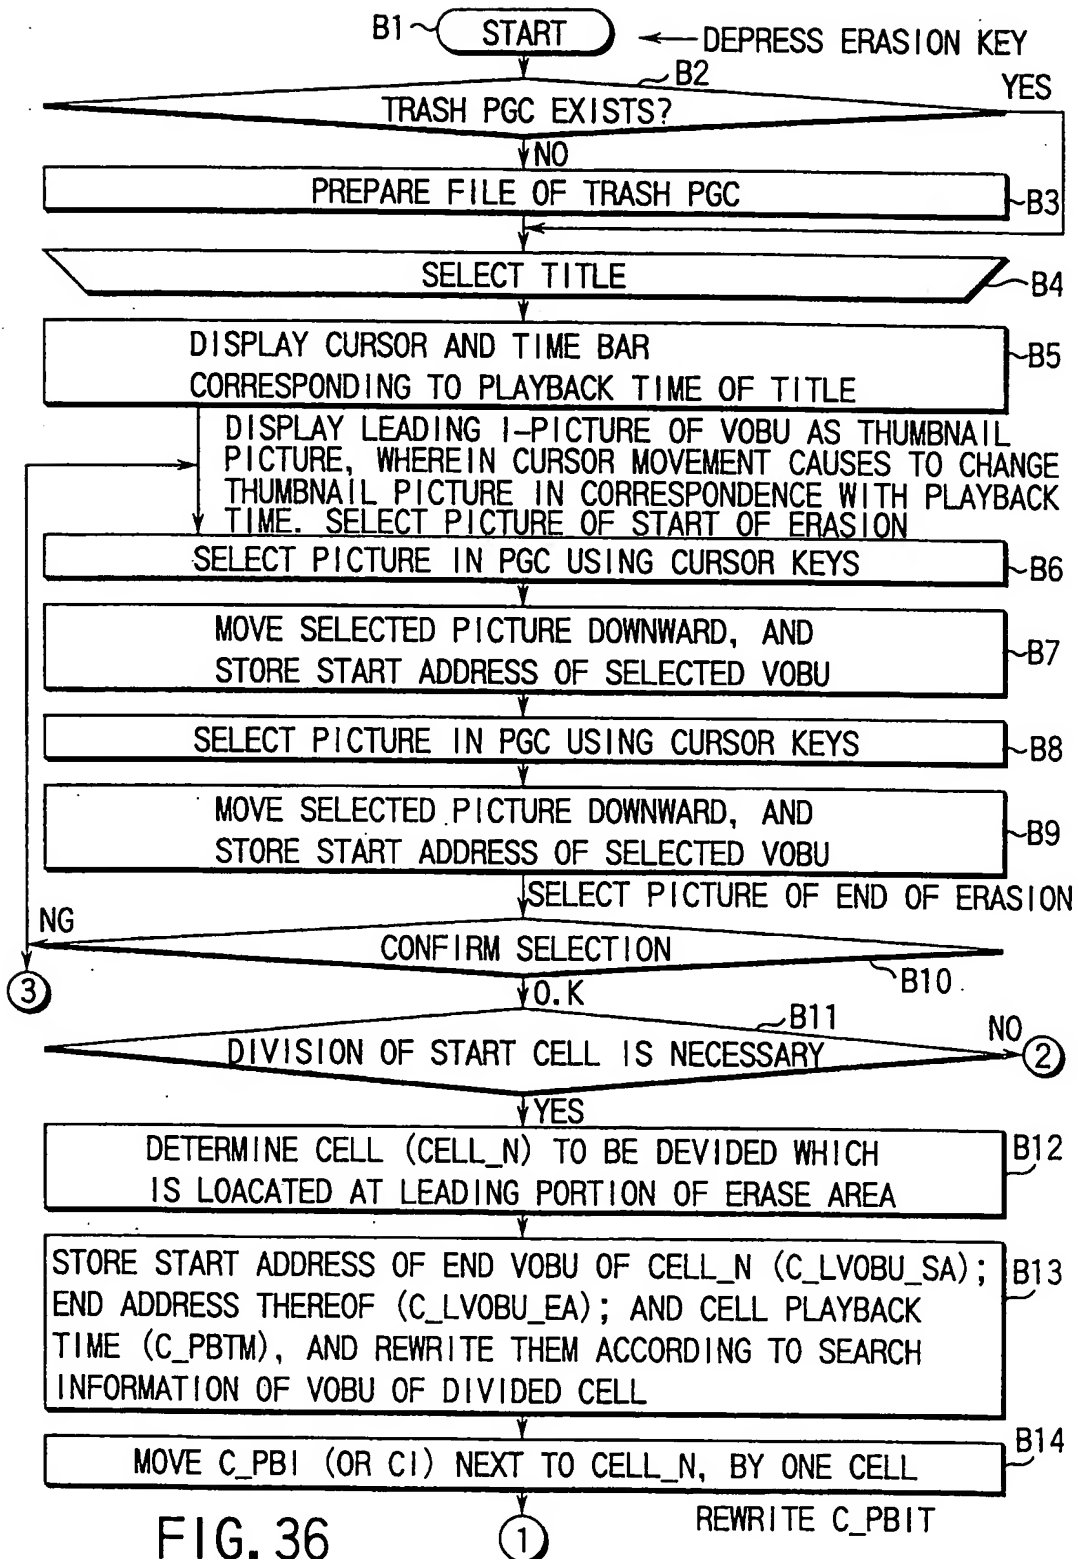 B1 START ← DEPRESS ERASION KEY
B2
TRASH PGC EXISTS?
YES
NO
PREPARE FILE OF TRASH PGC
B3
SELECT TITLE
B4
DISPLAY CURSOR AND TIME BAR
CORRESPONDING TO PLAYBACK TIME OF TITLE
B5
DISPLAY LEADING I-PICTURE OF VOBU AS THUMBNAIL
PICTURE, WHEREIN CURSOR MOVEMENT CAUSES TO CHANGE
THUMBNAIL PICTURE IN CORRESPONDENCE WITH PLAYBACK
TIME. SELECT PICTURE OF START OF ERASION
SELECT PICTURE IN PGC USING CURSOR KEYS
B6
MOVE SELECTED PICTURE DOWNWARD, AND
STORE START ADDRESS OF SELECTED VOBU
B7
SELECT PICTURE IN PGC USING CURSOR KEYS
B8
MOVE SELECTED PICTURE DOWNWARD, AND
STORE START ADDRESS OF SELECTED VOBU
B9
SELECT PICTURE OF END OF ERASION
NG
CONFIRM SELECTION
B10
3
O.K
B11
DIVISION OF START CELL IS NECESSARY
NO
2
YES
DETERMINE CELL (CELL_N) TO BE DEVIDED WHICH
IS LOACATED AT LEADING PORTION OF ERASE AREA
B12
STORE START ADDRESS OF END VOBU OF CELL_N (C_LVOBU_SA);
END ADDRESS THEREOF (C_LVOBU_EA); AND CELL PLAYBACK
TIME (C_PBTM), AND REWRITE THEM ACCORDING TO SEARCH
INFORMATION OF VOBU OF DIVIDED CELL
B13
MOVE C_PBI (OR CI) NEXT TO CELL_N, BY ONE CELL
B14
REWRITE C_PBIT
1
FIG. 36